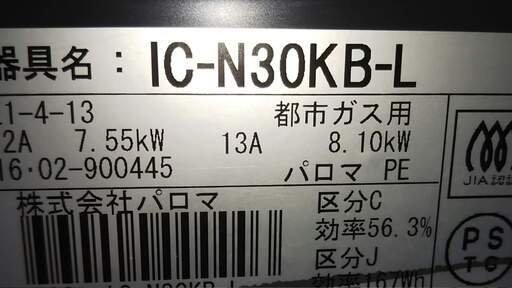 器具名：IC-N30KB-L
1-4-13 都市ガス用
2A 7.55kW 13A 8.10kW
16・02-900445 パロマ PE
株式会社パロマ 区分C
効率56.3%
区分J
JIA
PS
TC